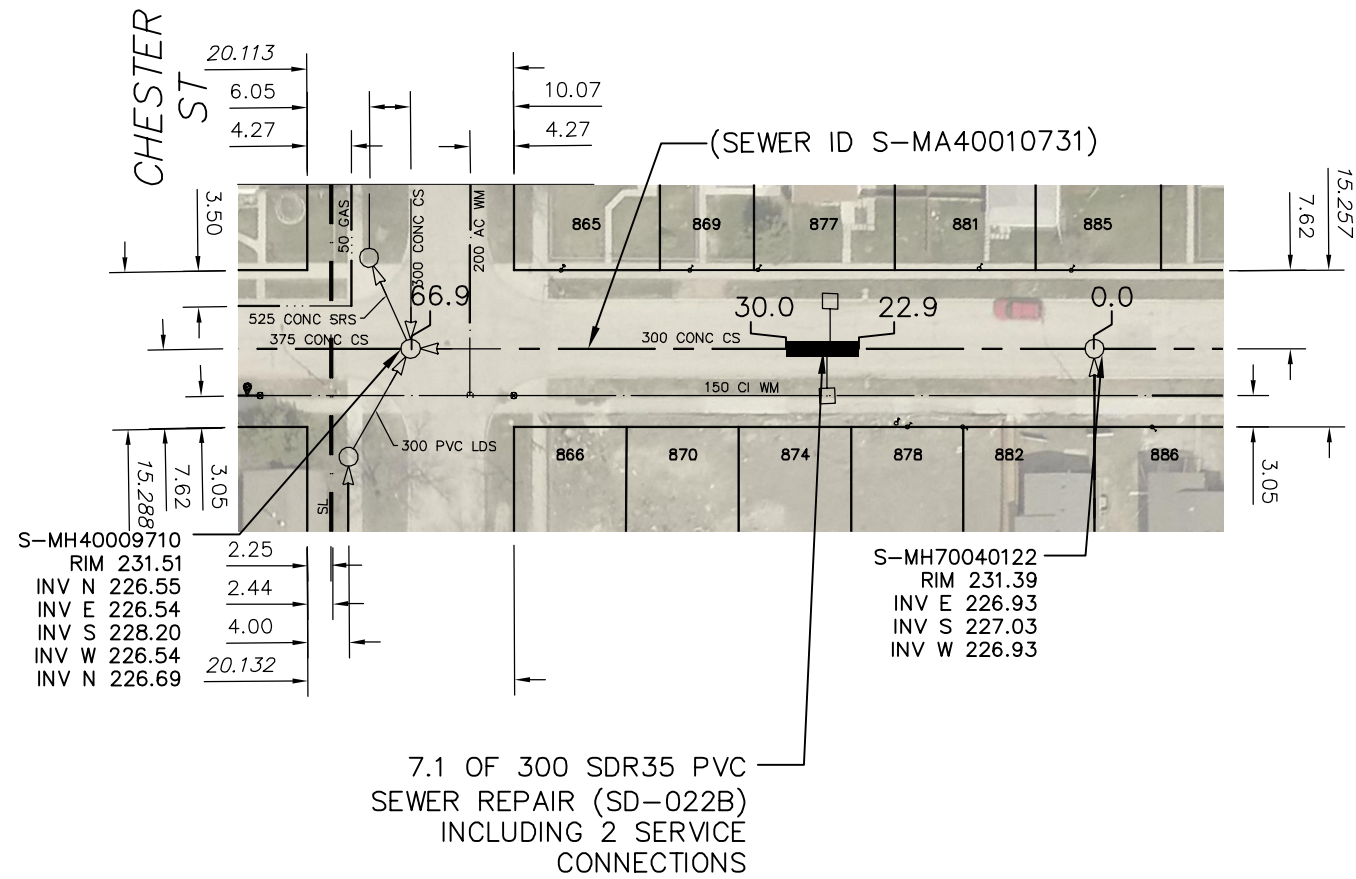 CHESTER
ST
20.113
6.05
10.07
4.27
4.27
(SEWER ID S-MA40010731)
3.50
15.257
7.62
50 GAS
300 CONC CS
200 AC WM
865
869
877
881
885
66.9
30.0
22.9
0.0
525 CONC SRS
375 CONC CS
300 CONC CS
150 CI WM
300 PVC LDS
866
870
874
878
882
886
SL
15.288
7.62
3.05
3.05
S-MH40009710
RIM 231.51
INV N 226.55
INV E 226.54
INV S 228.20
INV W 226.54
INV N 226.69
2.25
2.44
4.00
20.132
S-MH70040122
RIM 231.39
INV E 226.93
INV S 227.03
INV W 226.93
7.1 OF 300 SDR35 PVC
SEWER REPAIR (SD-022B)
INCLUDING 2 SERVICE
CONNECTIONS